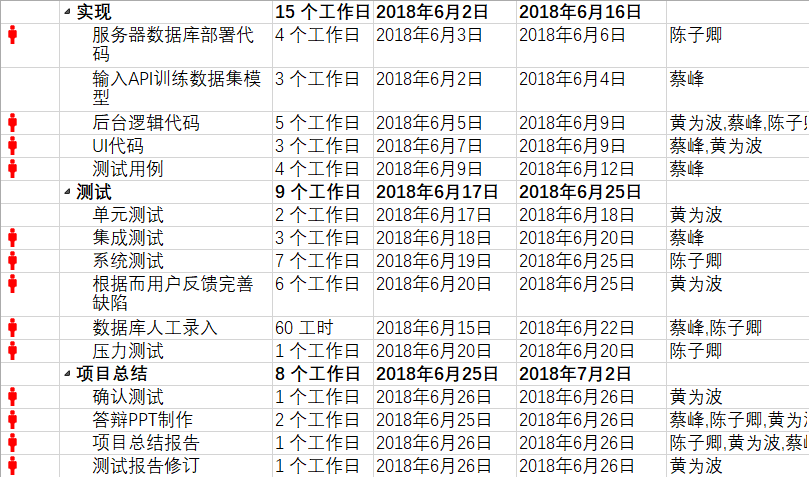 实现 15 个工作日 2018年6月2日 2018年6月16日
服务器数据库部署代码 4 个工作日 2018年6月3日 2018年6月6日 陈子卿
输入API训练数据集模型 3 个工作日 2018年6月2日 2018年6月4日 蔡峰
后台逻辑代码 5 个工作日 2018年6月5日 2018年6月9日 黄为波,蔡峰,陈子卿
UI代码 3 个工作日 2018年6月7日 2018年6月9日 蔡峰,黄为波
测试用例 4 个工作日 2018年6月9日 2018年6月12日 蔡峰
测试 9 个工作日 2018年6月17日 2018年6月25日
单元测试 2 个工作日 2018年6月17日 2018年6月18日 黄为波
集成测试 3 个工作日 2018年6月18日 2018年6月20日 蔡峰
系统测试 7 个工作日 2018年6月19日 2018年6月25日 陈子卿
根据而用户反馈完善缺陷 6 个工作日 2018年6月20日 2018年6月25日 黄为波
数据库人工录入 60 工时 2018年6月15日 2018年6月22日 蔡峰,陈子卿
压力测试 1 个工作日 2018年6月20日 2018年6月20日 陈子卿
项目总结 8 个工作日 2018年6月25日 2018年7月2日
确认测试 1 个工作日 2018年6月26日 2018年6月26日 黄为波
答辩PPT制作 2 个工作日 2018年6月25日 2018年6月26日 蔡峰,陈子卿,黄为
项目总结报告 1 个工作日 2018年6月26日 2018年6月26日 陈子卿,黄为波,蔡
测试报告修订 1 个工作日 2018年6月26日 2018年6月26日 黄为波